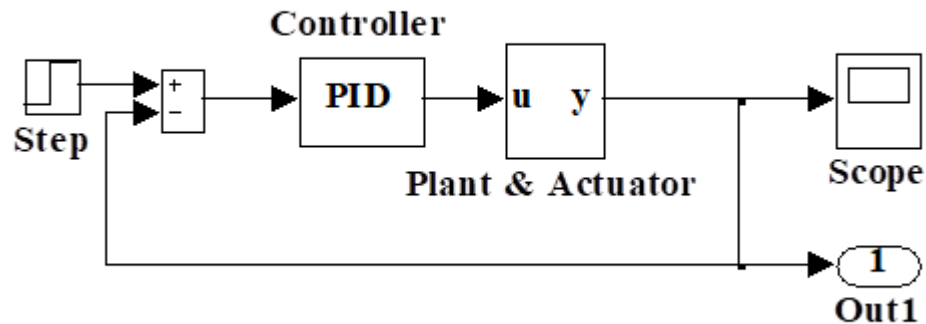 Controller
+
−
PID
u y
Step
Plant & Actuator
Scope
1
Out1